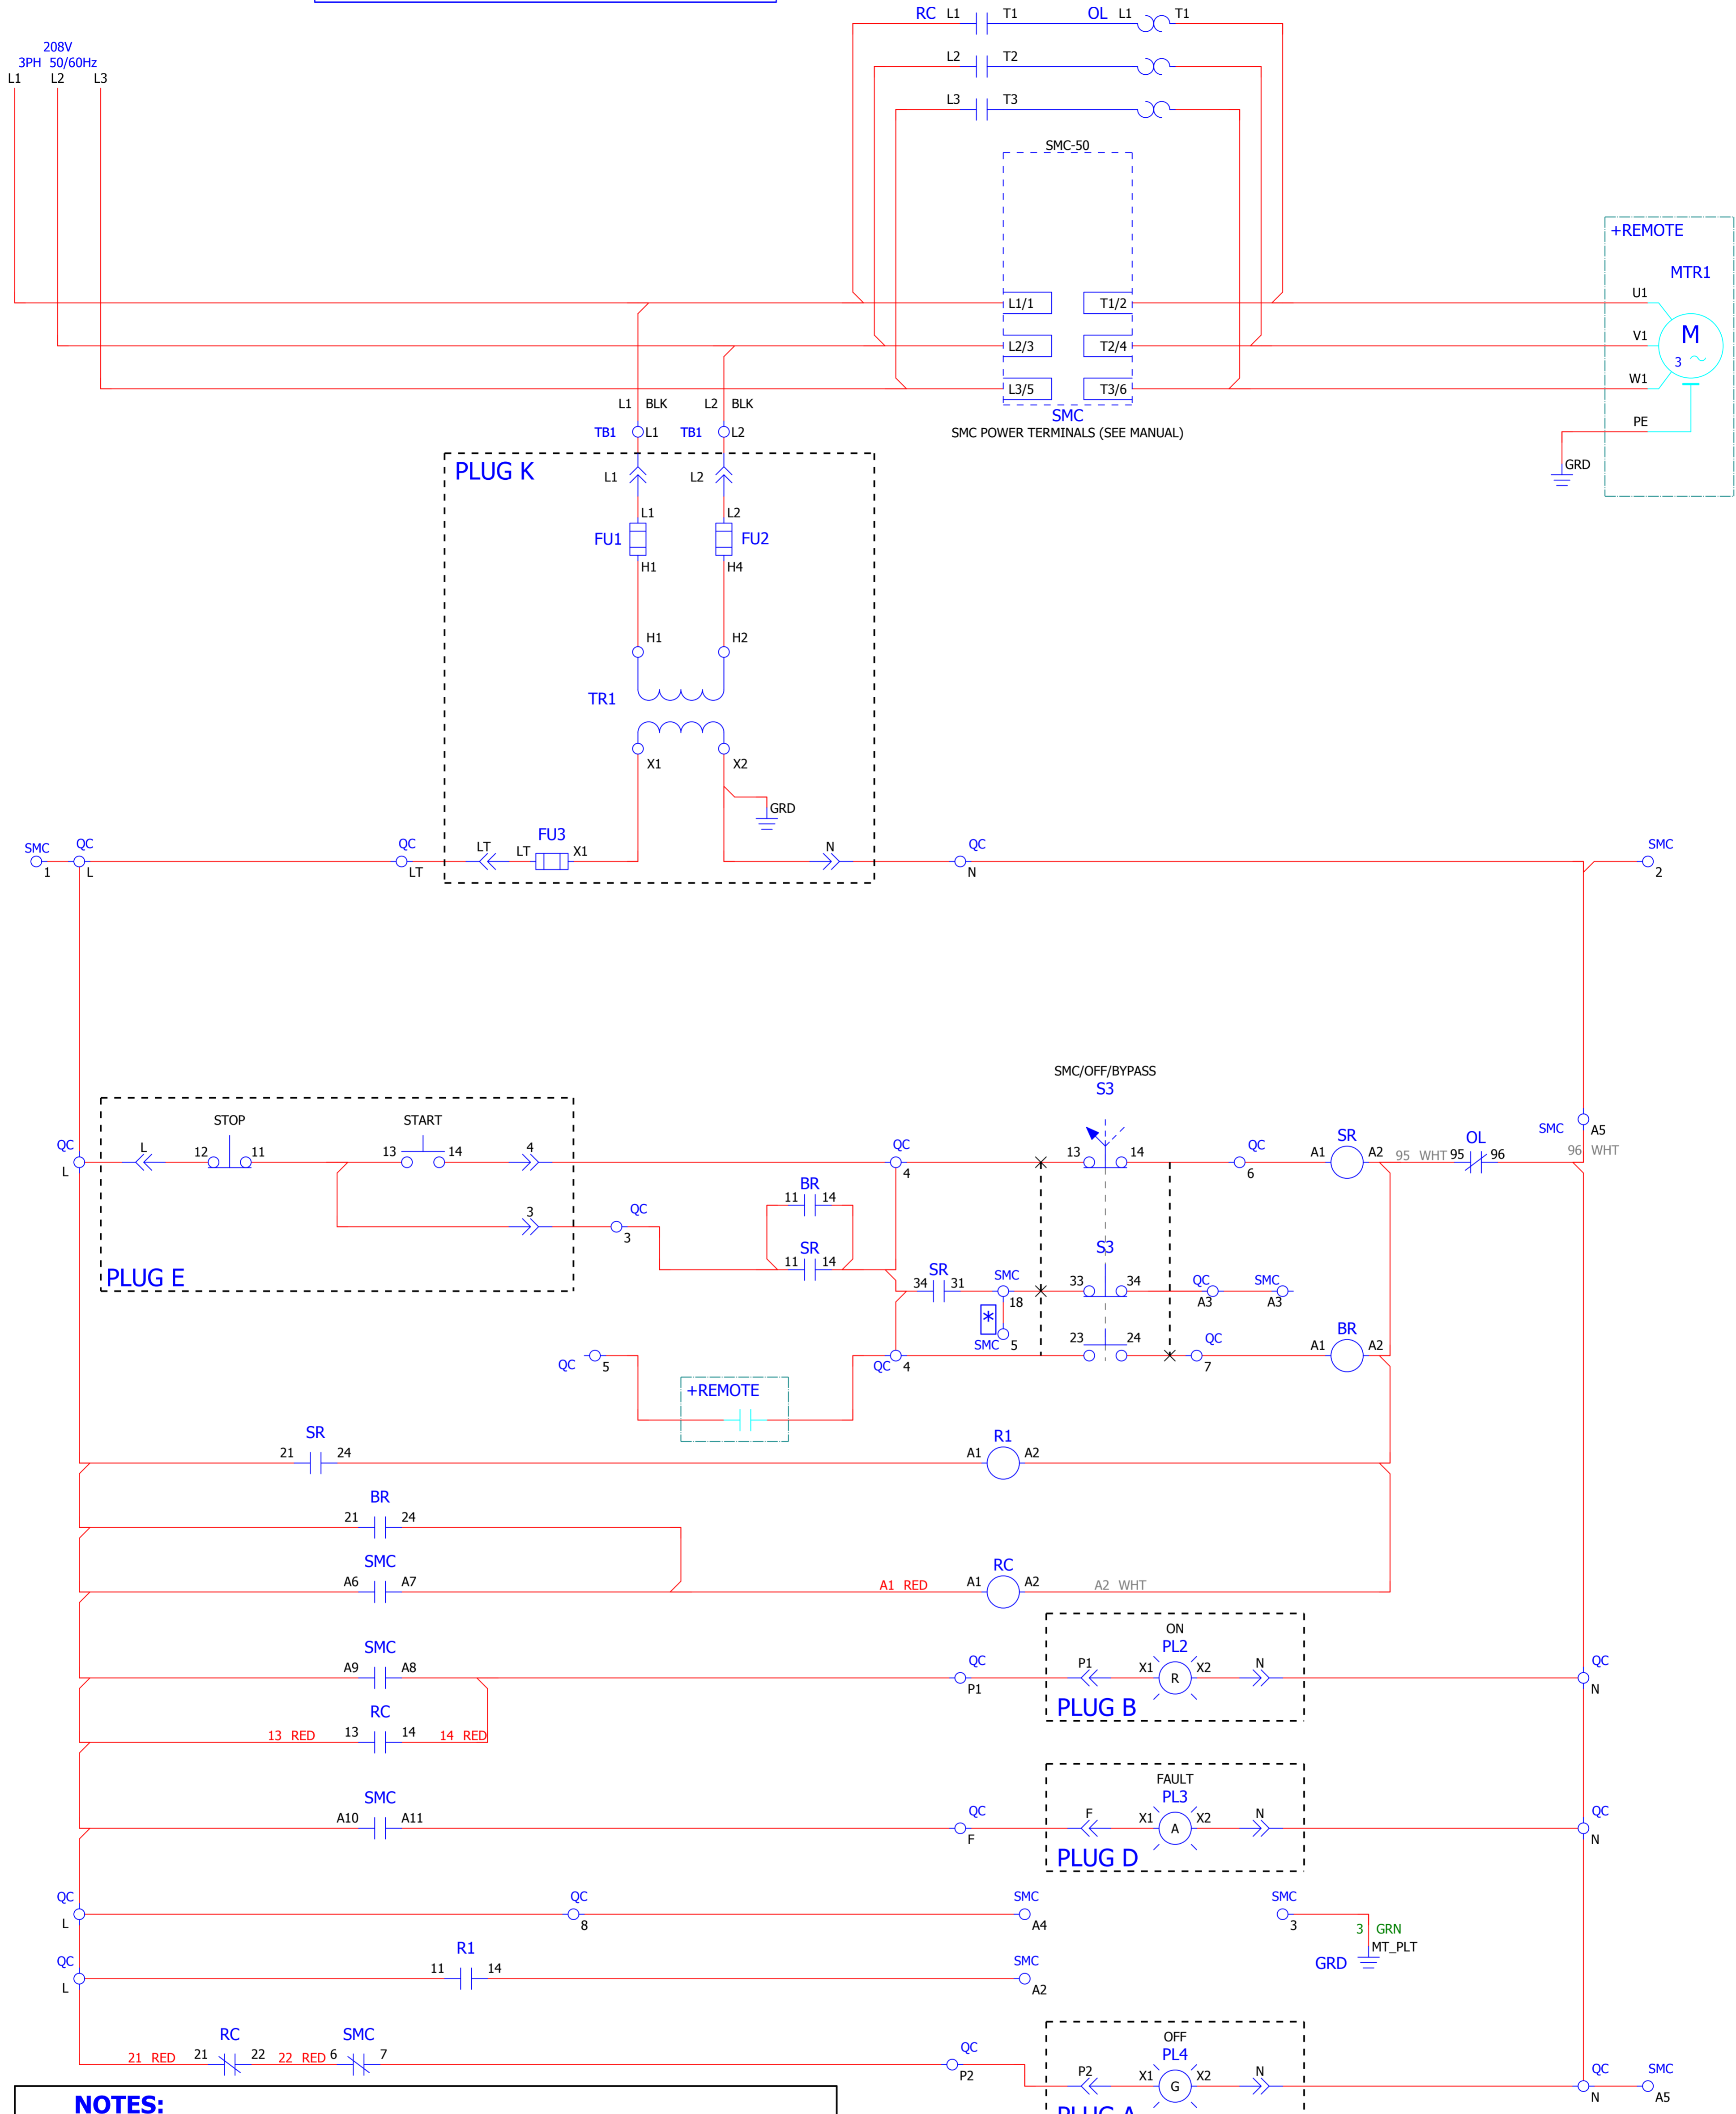 RC L1 T1 OL L1 T1
208V
3PH 50/60Hz
L1 L2 L3
L2 T2
L3 T3
SMC-50
+REMOTE
MTR1
L1/1 T1/2 U1
L2/3 T2/4 V1
M
3
L3/5 T3/6 W1
L1 BLK L2 BLK
SMC
PE
TB1 L1 TB1 L2
SMC POWER TERMINALS (SEE MANUAL)
PLUG K
L1 L2
GRD
L1 L2
FU1 FU2
H1 H4
H1 H2
TR1
X1 X2
GRD
FU3
SMC QC QC LT LT X1 N QC SMC
1 L LT N 2
SMC/OFF/BYPASS
S3
STOP START
SMC A5
QC L 12 11 13 14 4 QC 13 14 QC SR A1 A2 95 WHT 95 OL 96 96 WHT
L 4 6
BR
11 14
3 QC
3
SR
11 14
S3
PLUG E
SR
34 31 SMC 33 34 QC SMC
18 A3 A3
*
SMC 5
23 24 QC BR A1 A2
QC 5 QC 4 7
+REMOTE
SR R1
21 24 A1 A2
BR
21 24
SMC RC
A6 A7 A1 RED A1 A2 A2 WHT
ON
SMC PL2
A9 A8 QC P1 X1 R X2 N QC
P1 N
RC PLUG B
13 RED 13 14 14 RED
FAULT
SMC PL3
A10 A11 QC F X1 A X2 N QC
F N
PLUG D
QC QC SMC SMC
L 8 A4 3
3 GRN
MT_PLT
GRD
QC R1 SMC
L 11 14 A2
OFF
RC SMC PL4
21 RED 21 22 22 RED 6 7 QC P2 X1 G X2 N QC SMC
P2 N A5
NOTES:
PLUG A